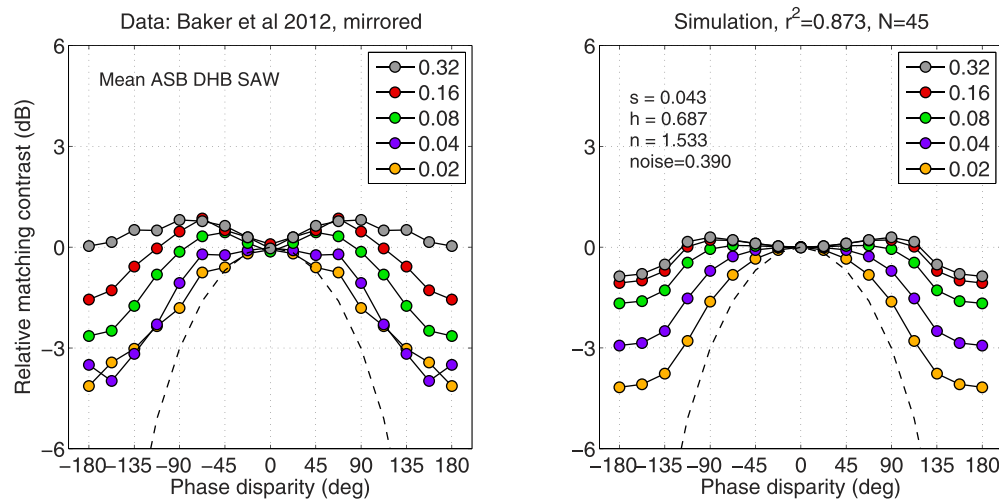 Data: Baker et al 2012, mirrored
Relative matching contrast (dB)
6
3
0
−3
−6
Mean ASB DHB SAW
0.32
0.16
0.08
0.04
0.02
−180 −135 −90 −45 0 45 90 135 180
Phase disparity (deg)
Simulation, r²=0.873, N=45
6
3
0
−3
−6
s = 0.043
h = 0.687
n = 1.533
noise=0.390
0.32
0.16
0.08
0.04
0.02
−180 −135 −90 −45 0 45 90 135 180
Phase disparity (deg)